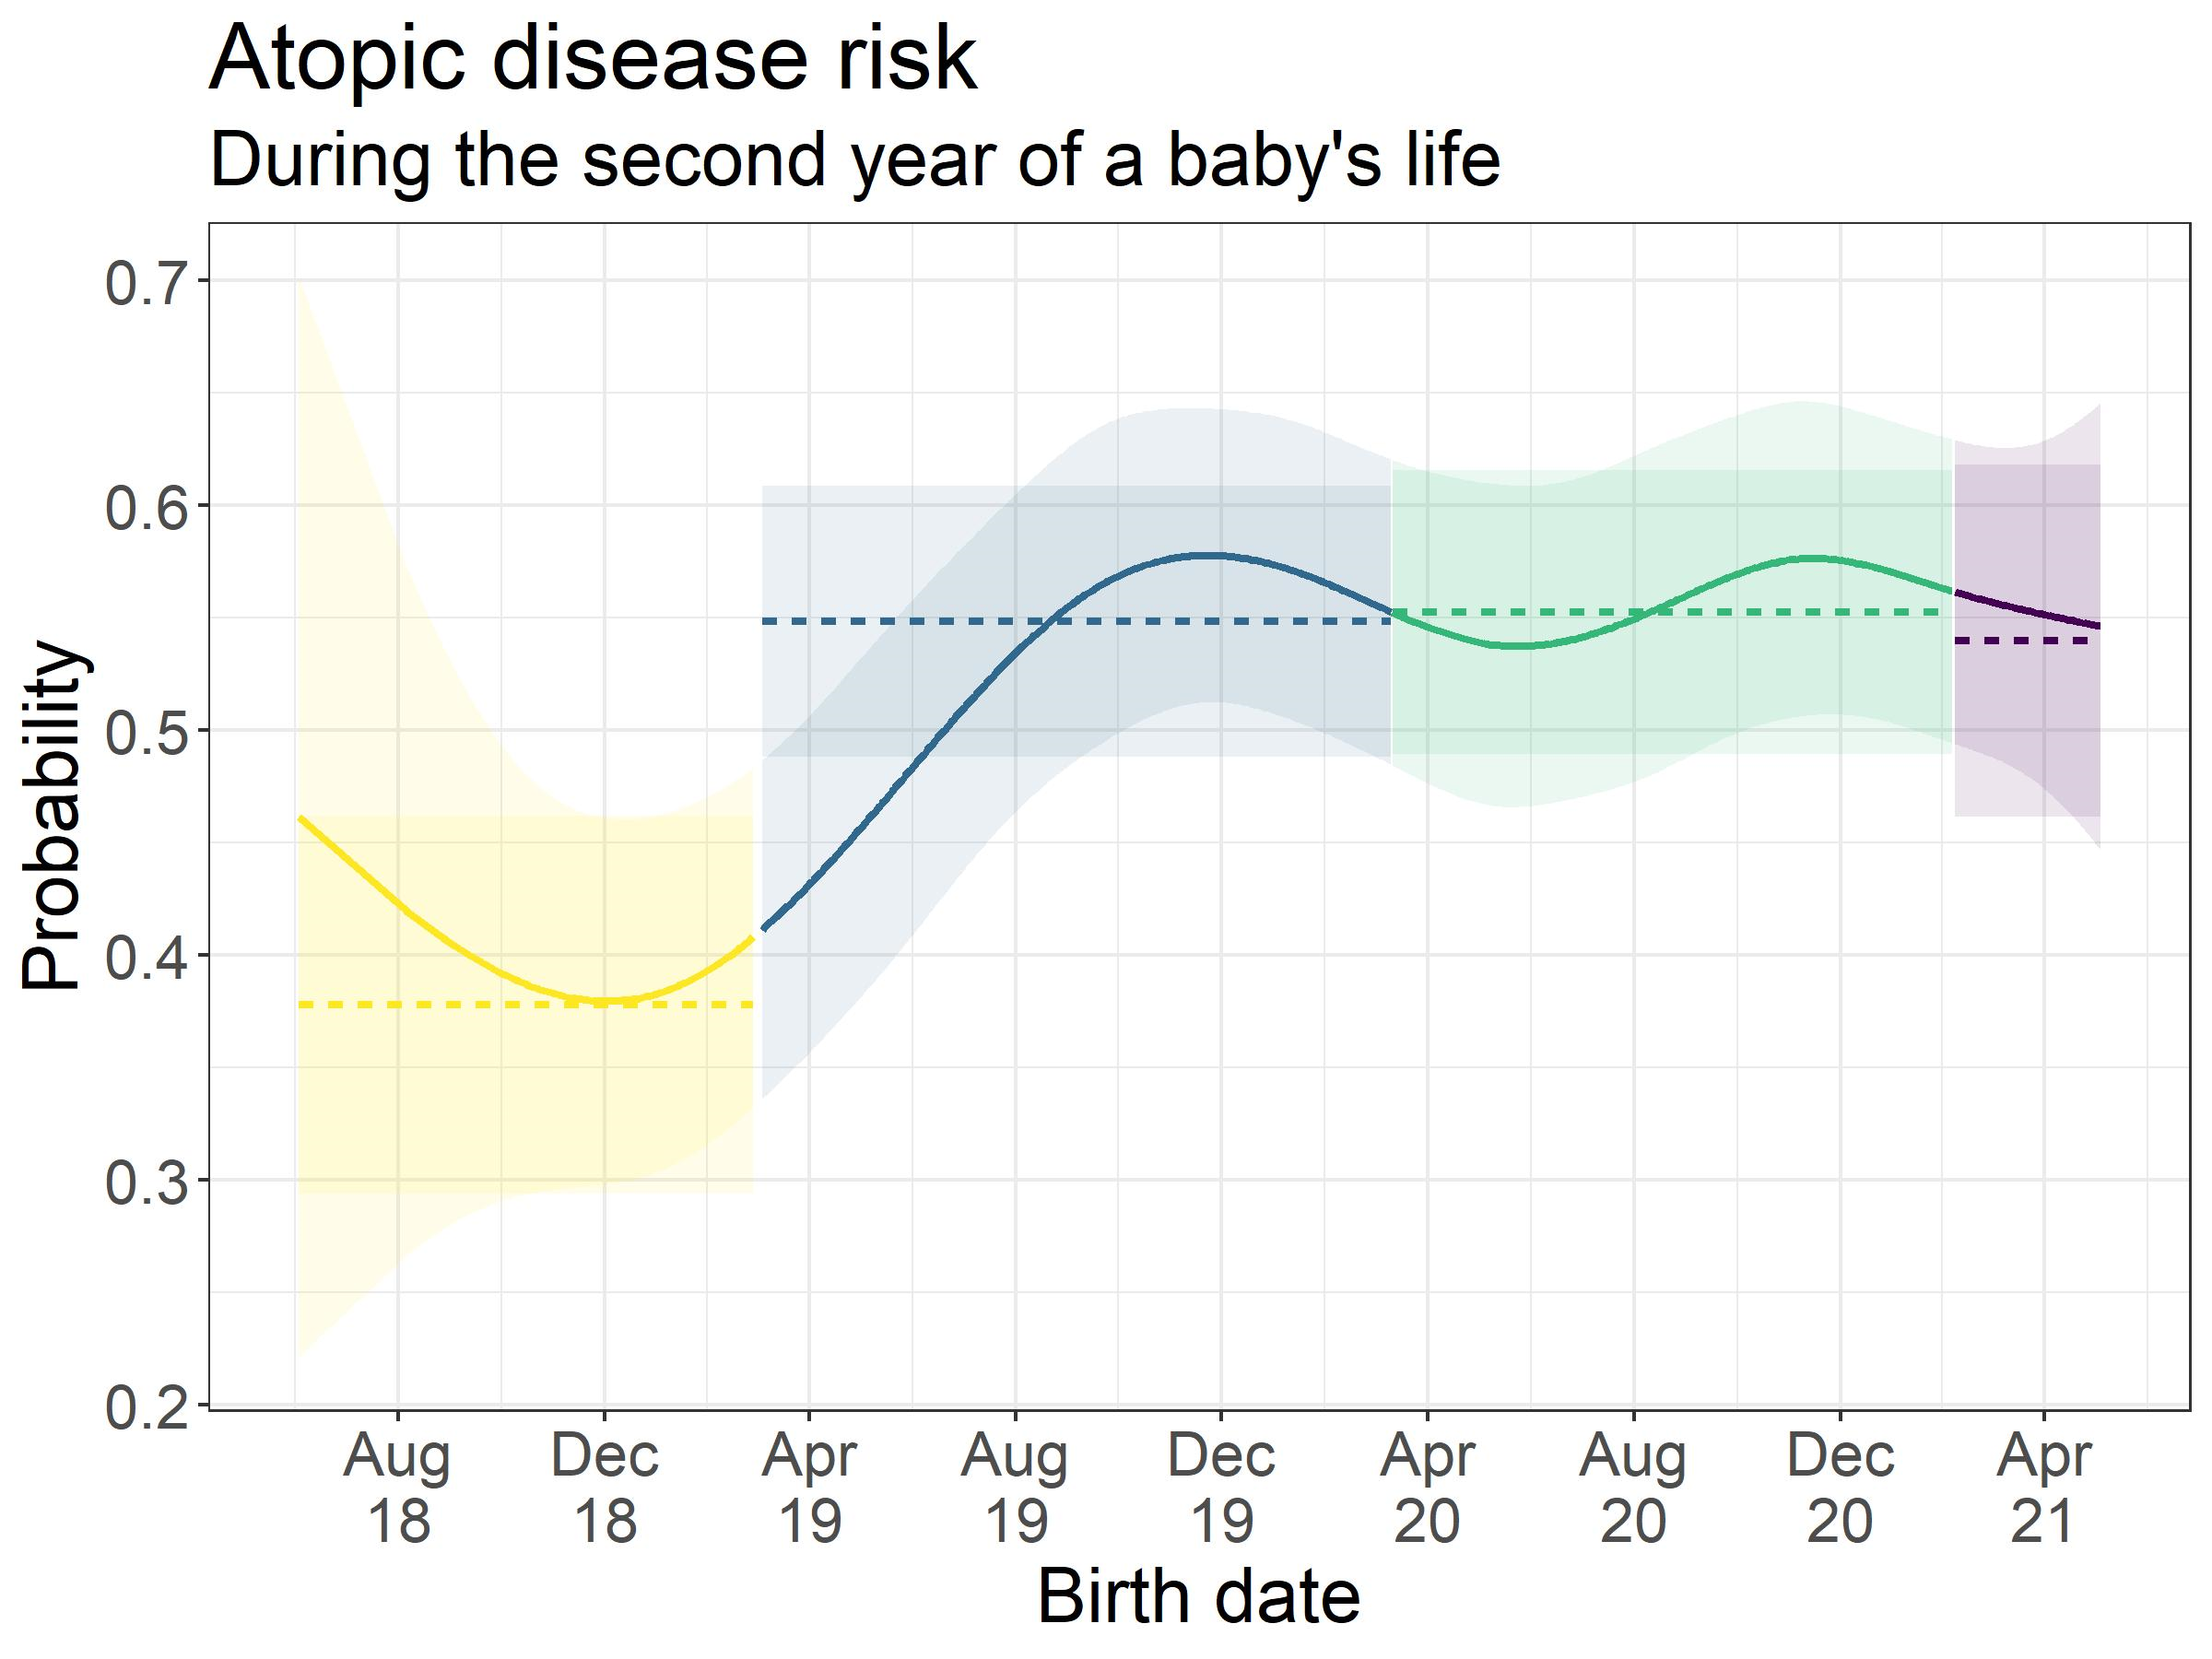 Atopic disease risk
During the second year of a baby's life
Probability
0.7
0.6
0.5
0.4
0.3
0.2
Aug 18
Dec 18
Apr 19
Aug 19
Dec 19
Apr 20
Aug 20
Dec 20
Apr 21
Birth date